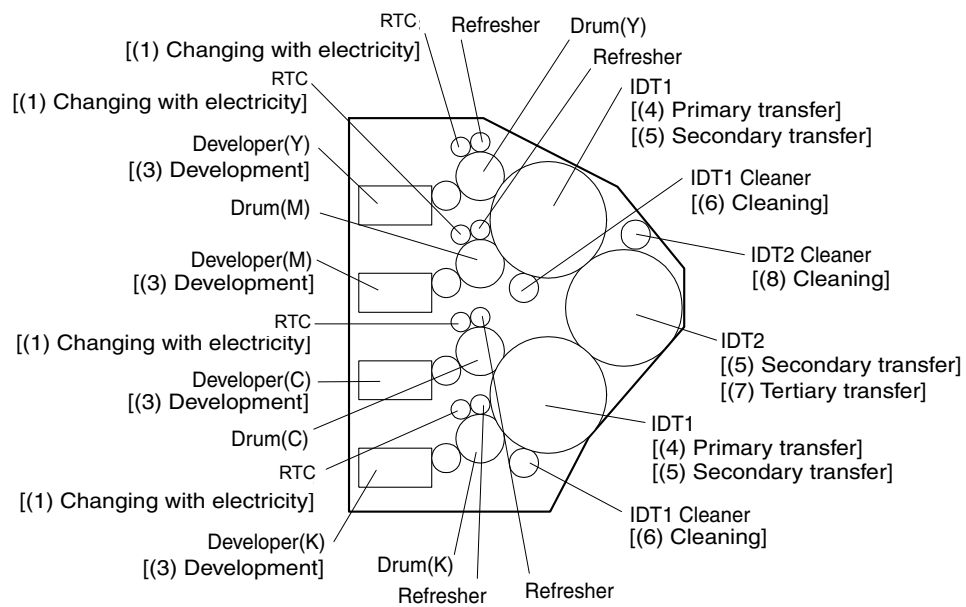 RTC
[(1) Changing with electricity]
Refresher
Drum(Y)
Refresher
RTC
[(1) Changing with electricity]
IDT1
[(4) Primary transfer]
[(5) Secondary transfer]
Developer(Y)
[(3) Development]
IDT1 Cleaner
[(6) Cleaning]
Drum(M)
Developer(M)
[(3) Development]
IDT2 Cleaner
[(8) Cleaning]
RTC
[(1) Changing with electricity]
IDT2
[(5) Secondary transfer]
[(7) Tertiary transfer]
Developer(C)
[(3) Development]
Drum(C)
IDT1
[(4) Primary transfer]
[(5) Secondary transfer]
RTC
[(1) Changing with electricity]
IDT1 Cleaner
[(6) Cleaning]
Developer(K)
[(3) Development]
Drum(K)
Refresher
Refresher